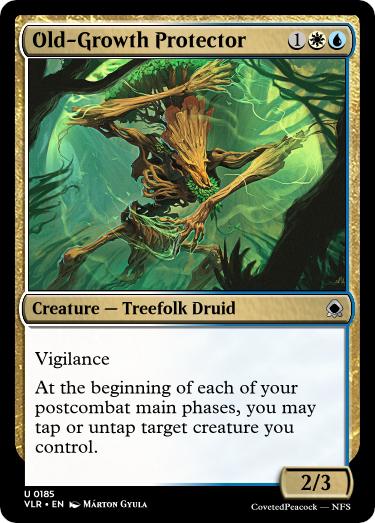 Old-Growth Protector 1
Creature — Treefolk Druid
Vigilance
At the beginning of each of your
postcombat main phases, you may
tap or untap target creature you
control.
2/3
U 0185
VLR • EN Márton Gyula
CovetedPeacock — NFS